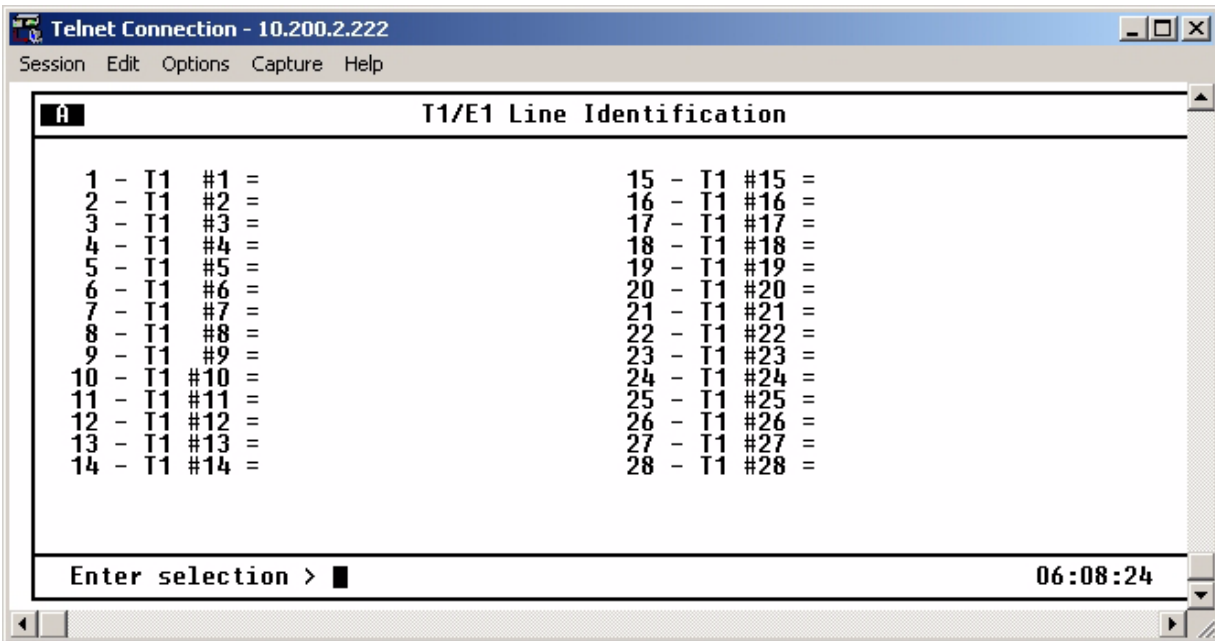 Telnet Connection - 10.200.2.222
Session Edit Options Capture Help
A T1/E1 Line Identification
1 - T1 #1 =
2 - T1 #2 =
3 - T1 #3 =
4 - T1 #4 =
5 - T1 #5 =
6 - T1 #6 =
7 - T1 #7 =
8 - T1 #8 =
9 - T1 #9 =
10 - T1 #10 =
11 - T1 #11 =
12 - T1 #12 =
13 - T1 #13 =
14 - T1 #14 =
15 - T1 #15 =
16 - T1 #16 =
17 - T1 #17 =
18 - T1 #18 =
19 - T1 #19 =
20 - T1 #20 =
21 - T1 #21 =
22 - T1 #22 =
23 - T1 #23 =
24 - T1 #24 =
25 - T1 #25 =
26 - T1 #26 =
27 - T1 #27 =
28 - T1 #28 =
Enter selection > 06:08:24